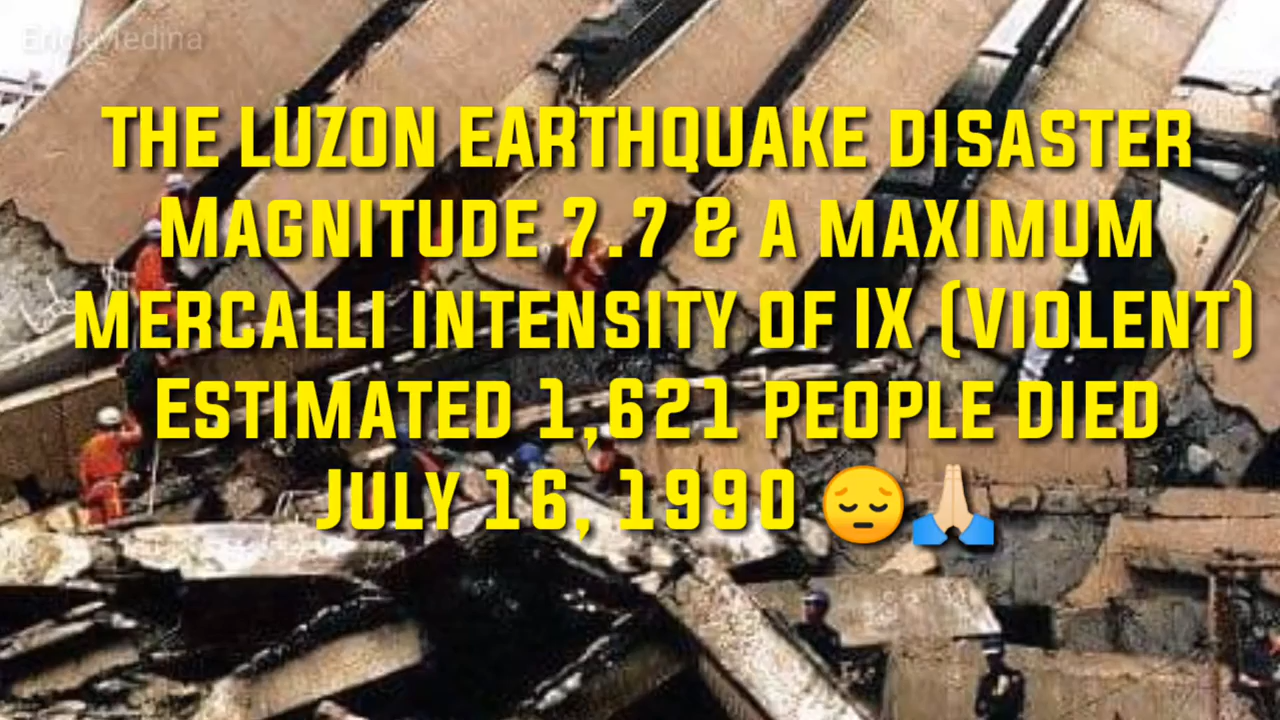 ErickMedina
THE LUZON EARTHQUAKE DISASTER
MAGNITUDE 7.7 & A MAXIMUM
MERCALLI INTENSITY OF IX (VIOLENT)
ESTIMATED 1,621 PEOPLE DIED
JULY 16, 1990 😔🙏🏼